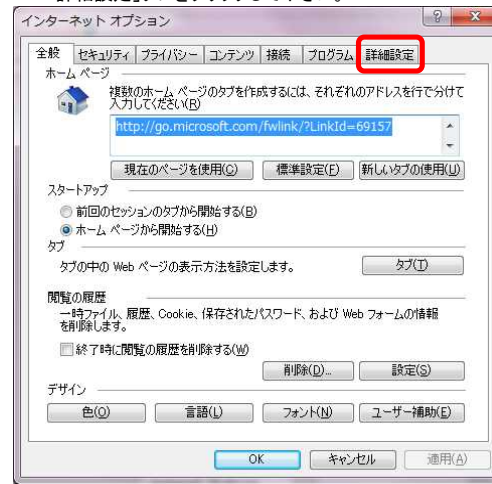 インターネット オプション
全般 セキュリティ プライバシー コンテンツ 接続 プログラム 詳細設定
ホーム ページ
複数のホーム ページのタブを作成するには、それぞれのアドレスを行で分けて
入力してください(R)
http://go.microsoft.com/fwlink/?LinkId=69157
現在のページを使用(C) 標準設定(F) 新しいタブの使用(U)
スタートアップ
前回のセッションのタブから開始する(B)
ホーム ページから開始する(H)
タブ
タブの中の Web ページの表示方法を設定します。 タブ(T)
閲覧の履歴
一時ファイル、履歴、Cookie、保存されたパスワード、および Web フォームの情報
を削除します。
終了時に閲覧の履歴を削除する(W)
削除(D)... 設定(S)
デザイン
色(O) 言語(L) フォント(N) ユーザー補助(E)
OK キャンセル 適用(A)